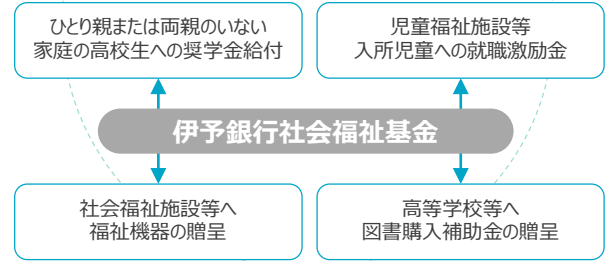 ひとり親または両親のいない
家庭の高校生への奨学金給付
児童福祉施設等
入所児童への就職激励金
伊予銀行社会福祉基金
社会福祉施設等へ
福祉機器の贈呈
高等学校等へ
図書購入補助金の贈呈